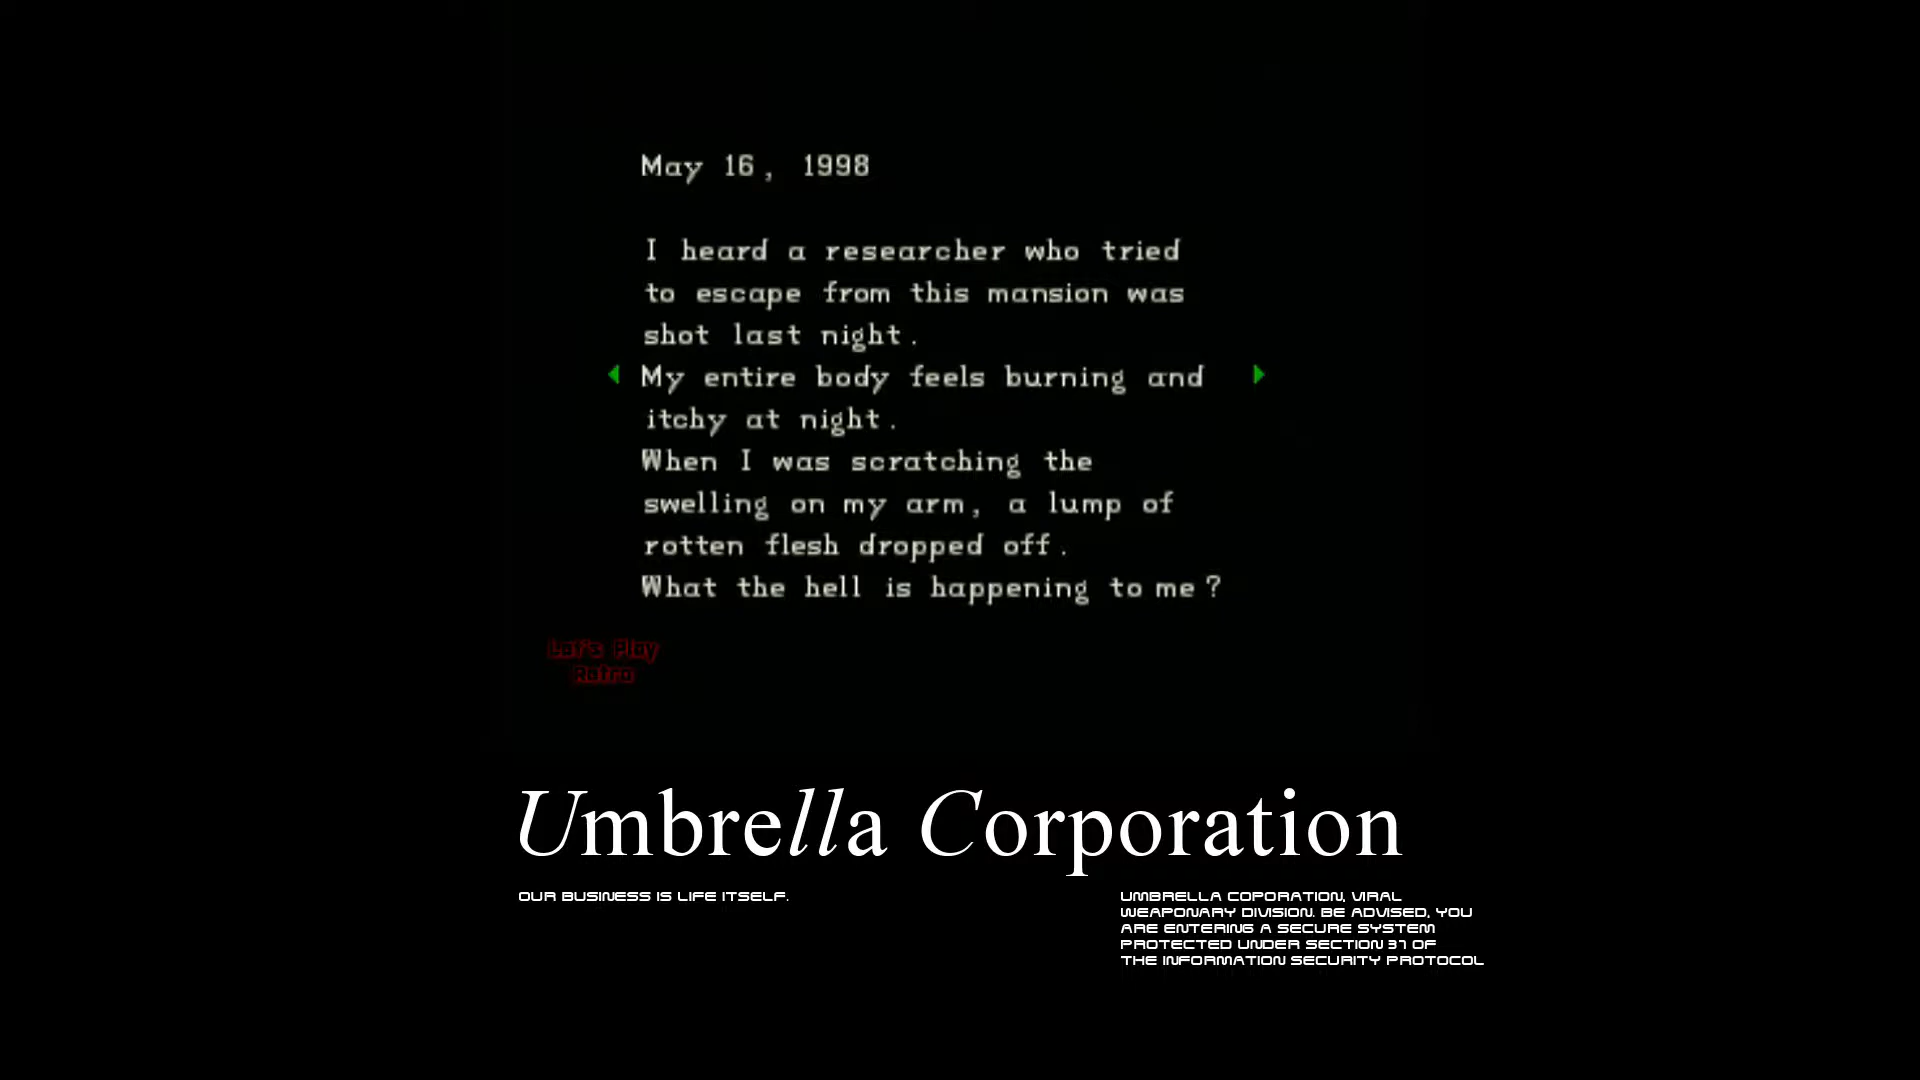 May 16, 1998
I heard a researcher who tried
to escape from this mansion was
shot last night.
My entire body feels burning and
itchy at night.
When I was scratching the
swelling on my arm, a lump of
rotten flesh dropped off.
What the hell is happening to me?
Let's Play
Retro
Umbrella Corporation
OUR BUSINESS IS LIFE ITSELF.
UMBRELLA COPORATION, VIRAL
WEAPONARY DIVISION. BE ADVISED, YOU
ARE ENTERING A SECURE SYSTEM
PROTECTED UNDER SECTION 37 OF
THE INFORMATION SECURITY PROTOCOL